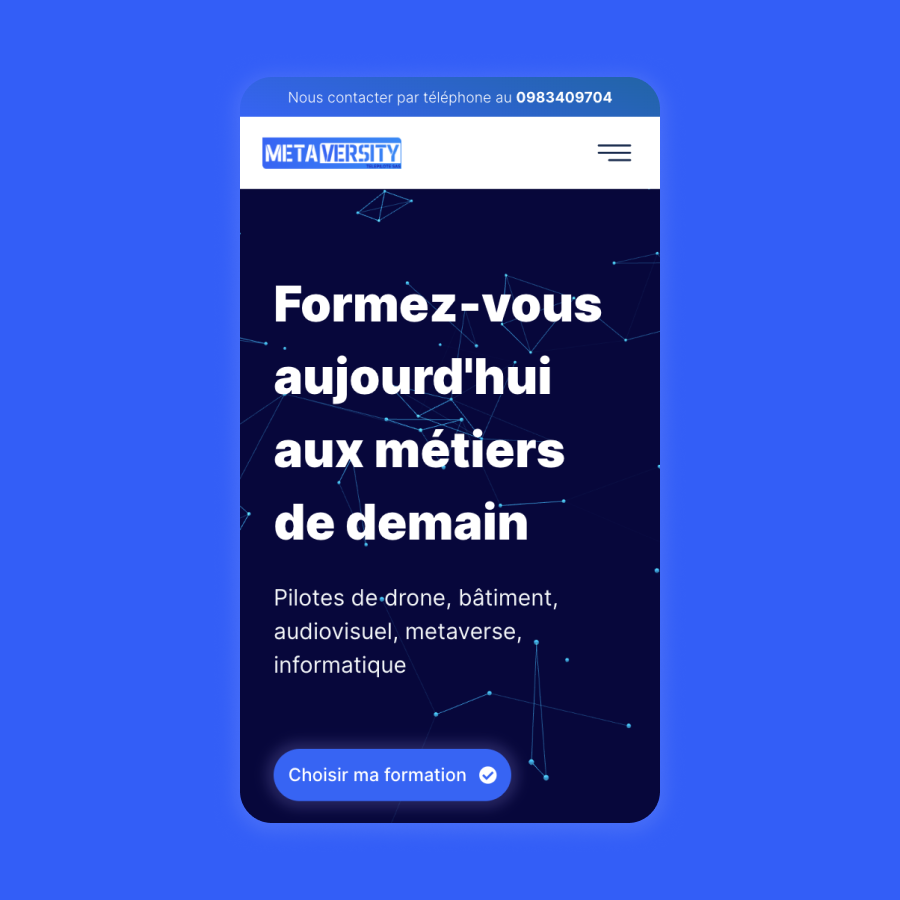 Nous contacter par téléphone au 0983409704
METAVERSITY
Formez-vous
aujourd'hui
aux métiers
de demain
Pilotes de drone, bâtiment,
audiovisuel, metaverse,
informatique
Choisir ma formation